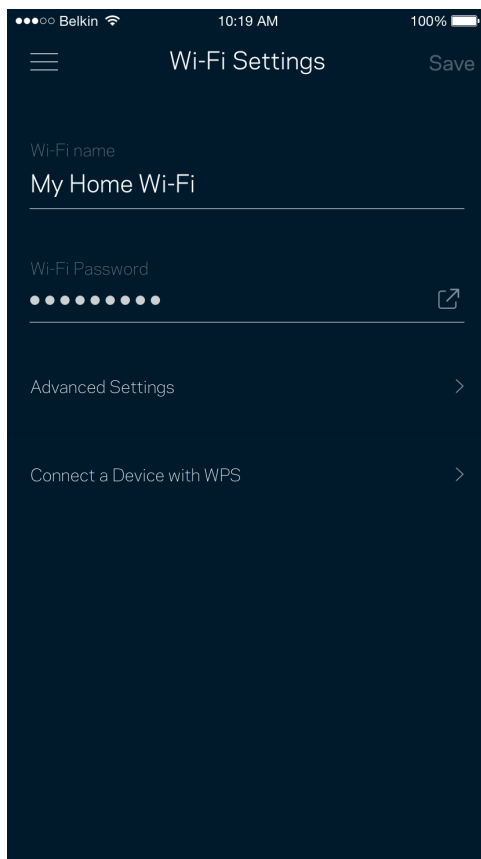 ●●●○○ Belkin 10:19 AM 100%
Wi-Fi Settings Save
Wi-Fi name
My Home Wi-Fi
Wi-Fi Password
●●●●●●●●●
Advanced Settings >
Connect a Device with WPS >